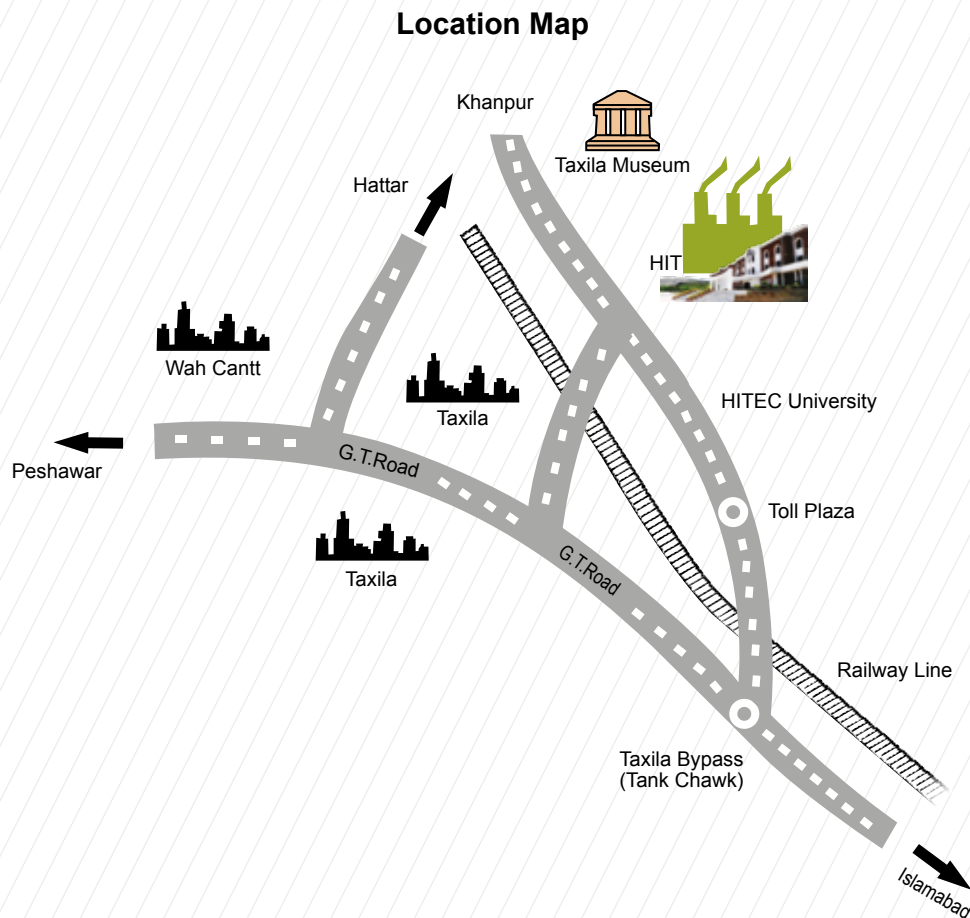 Location Map
Khanpur
Taxila Museum
Hattar
HIT
Wah Cantt
Taxila
HITEC University
G.T.Road
Peshawar
Toll Plaza
Taxila
G.T.Road
Railway Line
Taxila Bypass
(Tank Chawk)
Islamabad